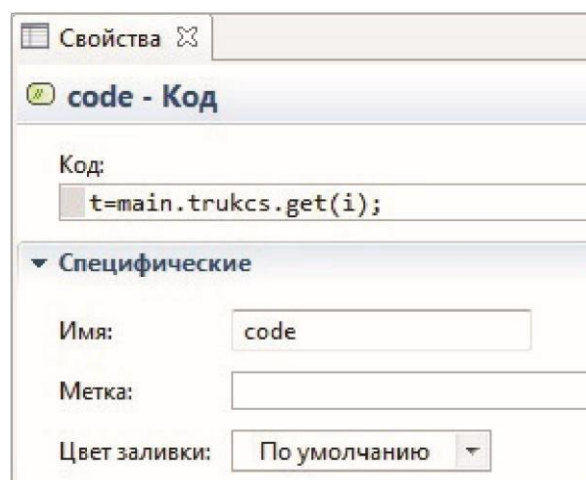 Свойства
code - Код
Код:
t=main.trukcs.get(i);
Специфические
Имя: code
Метка:
Цвет заливки: По умолчанию